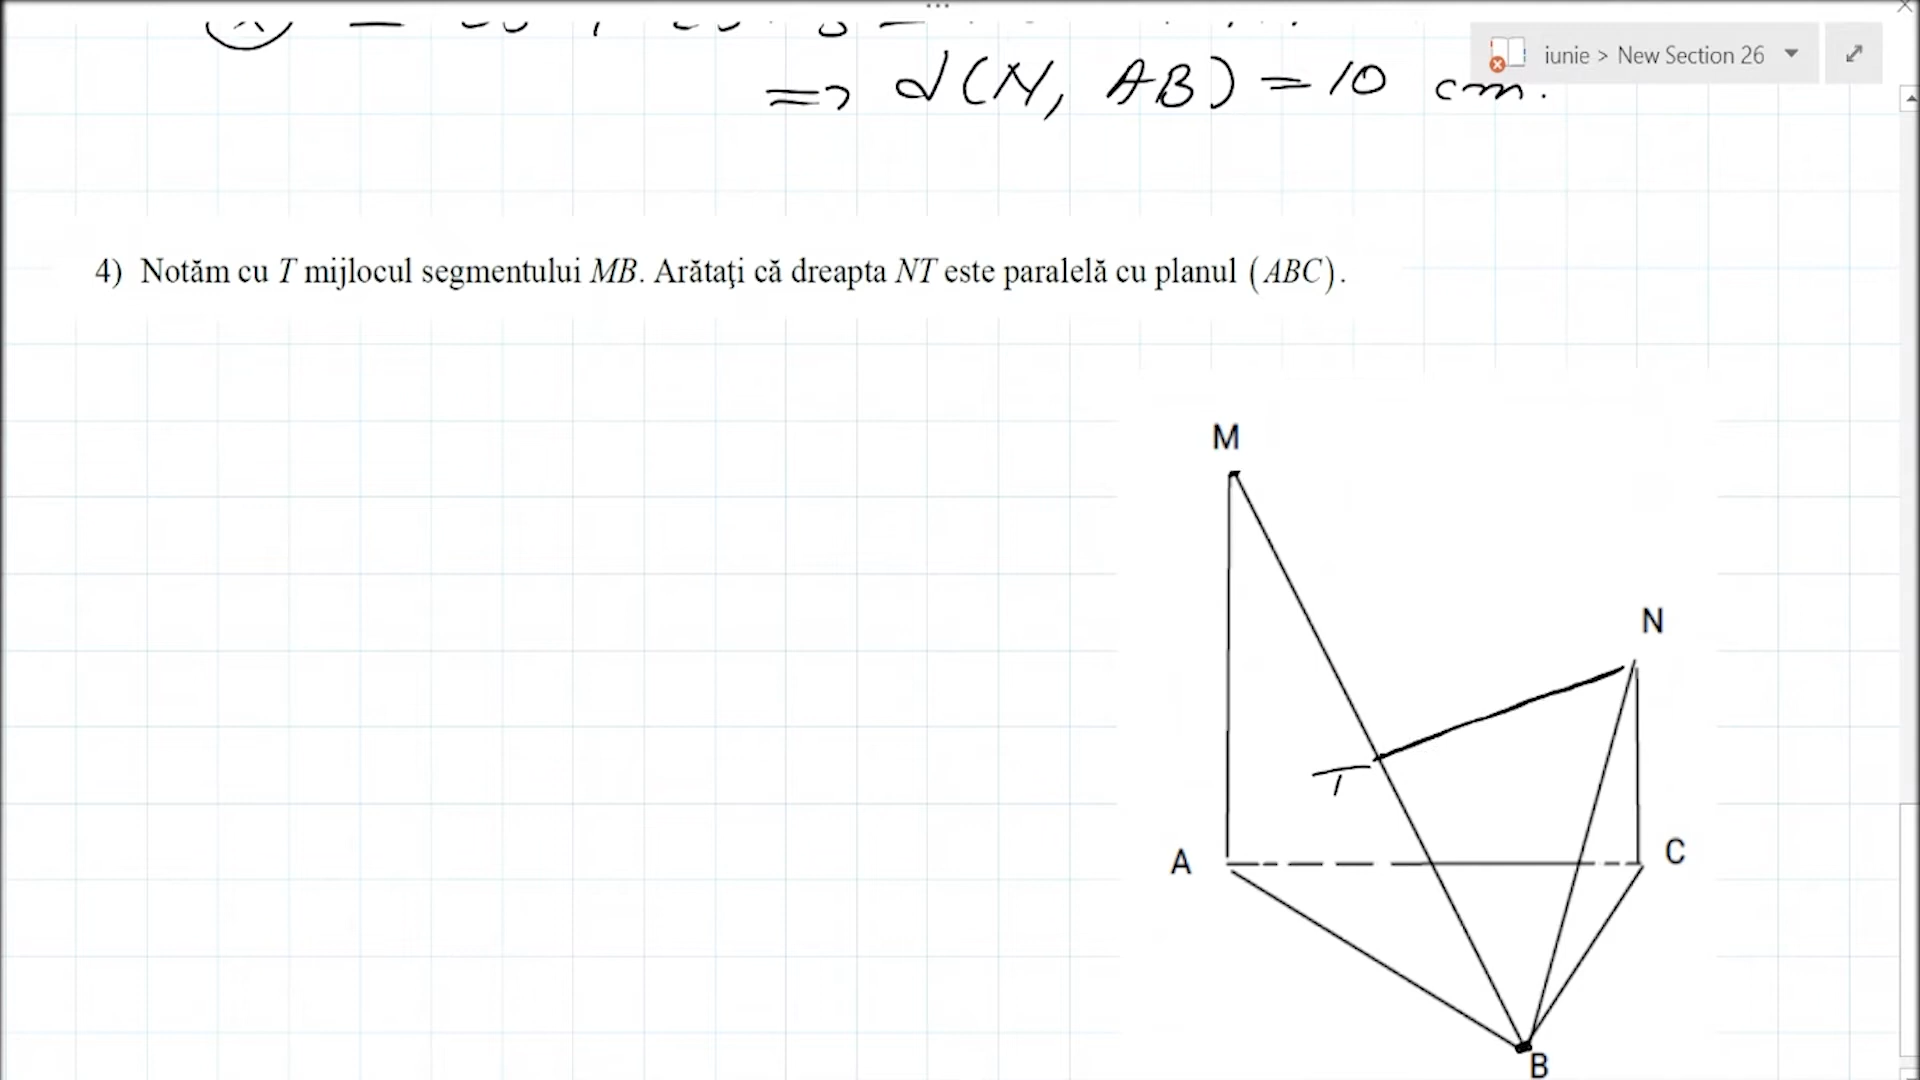 iunie > New Section 26
=> d(N, AB) = 10 cm.
4) Notăm cu T mijlocul segmentului MB. Arătaţi că dreapta NT este paralelă cu planul (ABC).
M
N
T
A
C
B